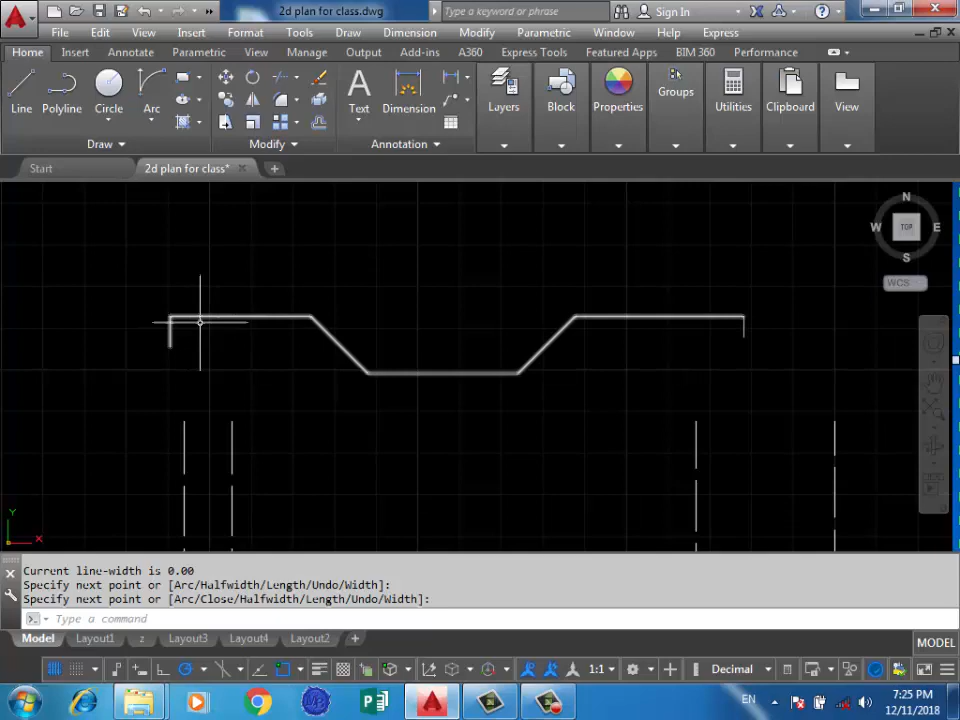 2d plan for class.dwg
Type a keyword or phrase
Sign In
File Edit View Insert Format Tools Draw Dimension Modify Parametric Window Help Express
Home Insert Annotate Parametric View Manage Output Add-ins A360 Express Tools Featured Apps BIM 360 Performance
Line Polyline Circle Arc Text Dimension Layers Block Properties Groups Utilities Clipboard View
Draw Modify Annotation
Start 2d plan for class*
N
W TOP E
S
WCS
Y
X
Current line-width is 0.00
Specify next point or [Arc/Halfwidth/Length/Undo/Width]:
Specify next point or [Arc/Close/Halfwidth/Length/Undo/Width]:
Type a command
Model Layout1 z Layout3 Layout4 Layout2
MODEL
1:1 Decimal
EN
7:25 PM
12/11/2018